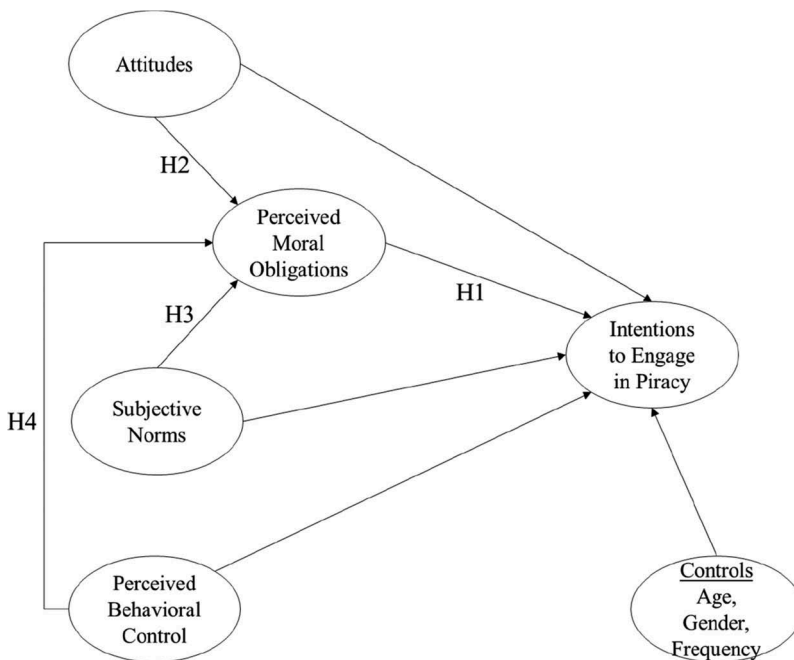 Attitudes
H2
Perceived
Moral
Obligations
H1
H3
Intentions
to Engage
in Piracy
Subjective
Norms
H4
Perceived
Behavioral
Control
Controls
Age,
Gender,
Frequency